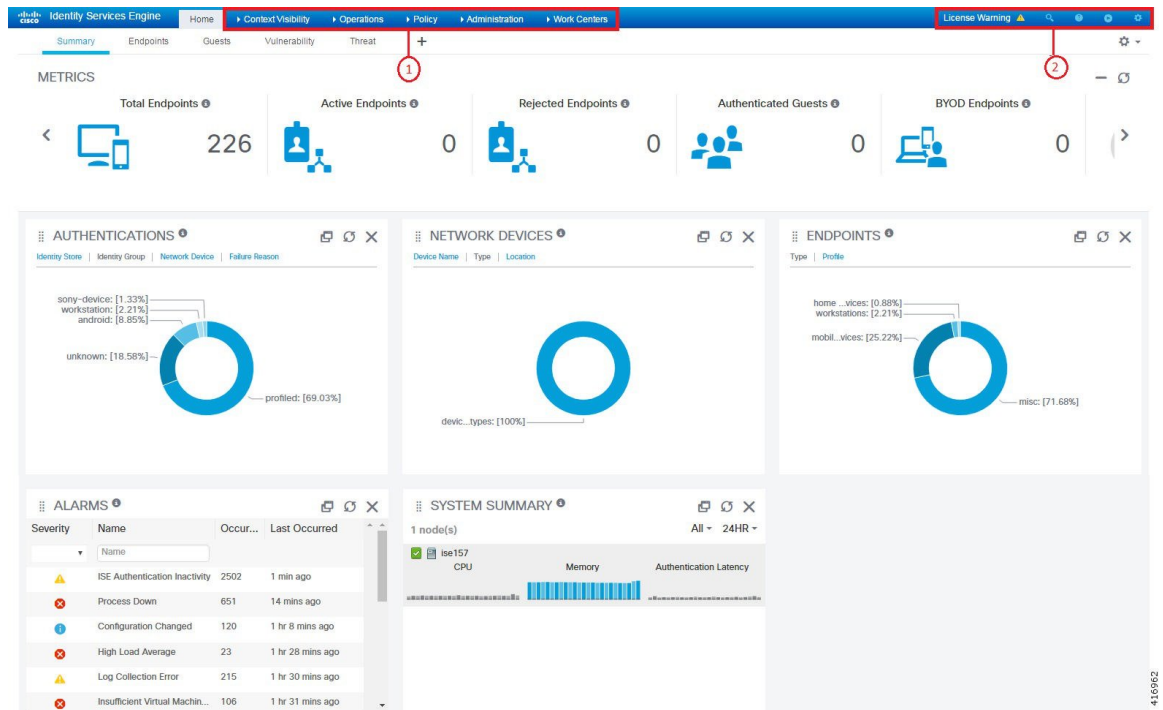 CISCO Identity Services Engine Home Context Visibility Operations Policy Administration Work Centers License Warning
Summary Endpoints Guests Vulnerability Threat +
1
2
METRICS
Total Endpoints Active Endpoints Rejected Endpoints Authenticated Guests BYOD Endpoints
226 0 0 0 0
AUTHENTICATIONS
Identity Store | Identity Group | Network Device | Failure Reason
sony-device: [1.33%]
workstation: [2.21%]
android: [8.85%]
unknown: [18.58%]
profiled: [69.03%]
NETWORK DEVICES
Device Name | Type | Location
devic...types: [100%]
ENDPOINTS
Type | Profile
home ...vices: [0.88%]
workstations: [2.21%]
mobil...vices: [25.22%]
misc: [71.68%]
ALARMS
Severity Name Occur... Last Occurred
Name
ISE Authentication Inactivity 2502 1 min ago
Process Down 651 14 mins ago
Configuration Changed 120 1 hr 8 mins ago
High Load Average 23 1 hr 28 mins ago
Log Collection Error 215 1 hr 30 mins ago
Insufficient Virtual Machin... 106 1 hr 31 mins ago
SYSTEM SUMMARY
1 node(s) All 24HR
ise157
CPU Memory Authentication Latency
416962